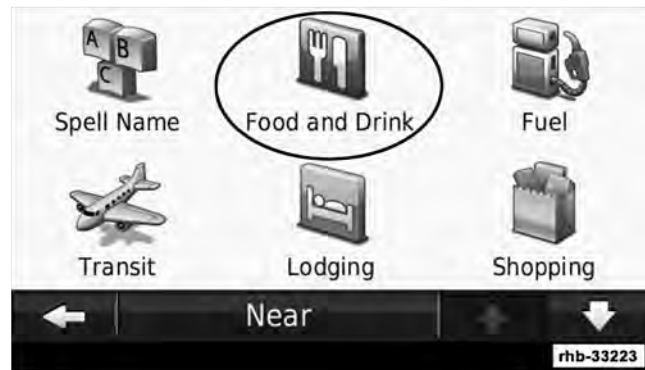 A B
C
Spell Name Food and Drink Fuel
Transit Lodging Shopping
Near
rhb-33223